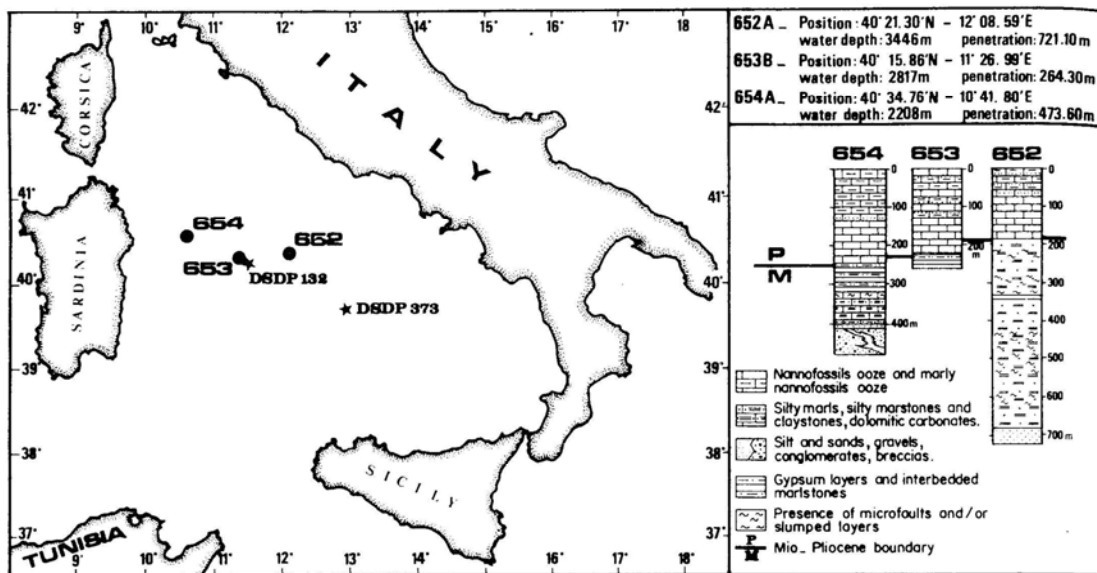 9° 10° 11° 12° 13° 14° 15° 16° 17° 18°
42°
41°
40°
39°
38°
37°
CORSICA
SARDINIA
ITALY
654
652
653
DSDP 132
DSDP 373
SICILY
TUNISIA
42°
41°
40°
39°
38°
37°
9° 10° 11° 12° 13° 14° 15° 16° 17° 18°
652A_ Position: 40° 21.30'N - 12° 08.59'E
water depth: 3446m penetration: 721.10m
653B_ Position: 40° 15.86'N - 11° 26.99'E
water depth: 2817m penetration: 264.30m
654A_ Position: 40° 34.76'N - 10° 41.80'E
water depth: 2208m penetration: 473.60m
654 653 652
0
100
200
300
400m
0
100
200
m
0
100
200
300
400
500
600
700m
P
M
Nannofossils ooze and marly
nannofossils ooze
Silty marls, silty marstones and
claystones, dolomitic carbonates.
Silt and sands, gravels,
conglomerates, breccias.
Gypsum layers and interbedded
marlstones
Presence of microfaults and/or
slumped layers
P
M
Mio_Pliocene boundary